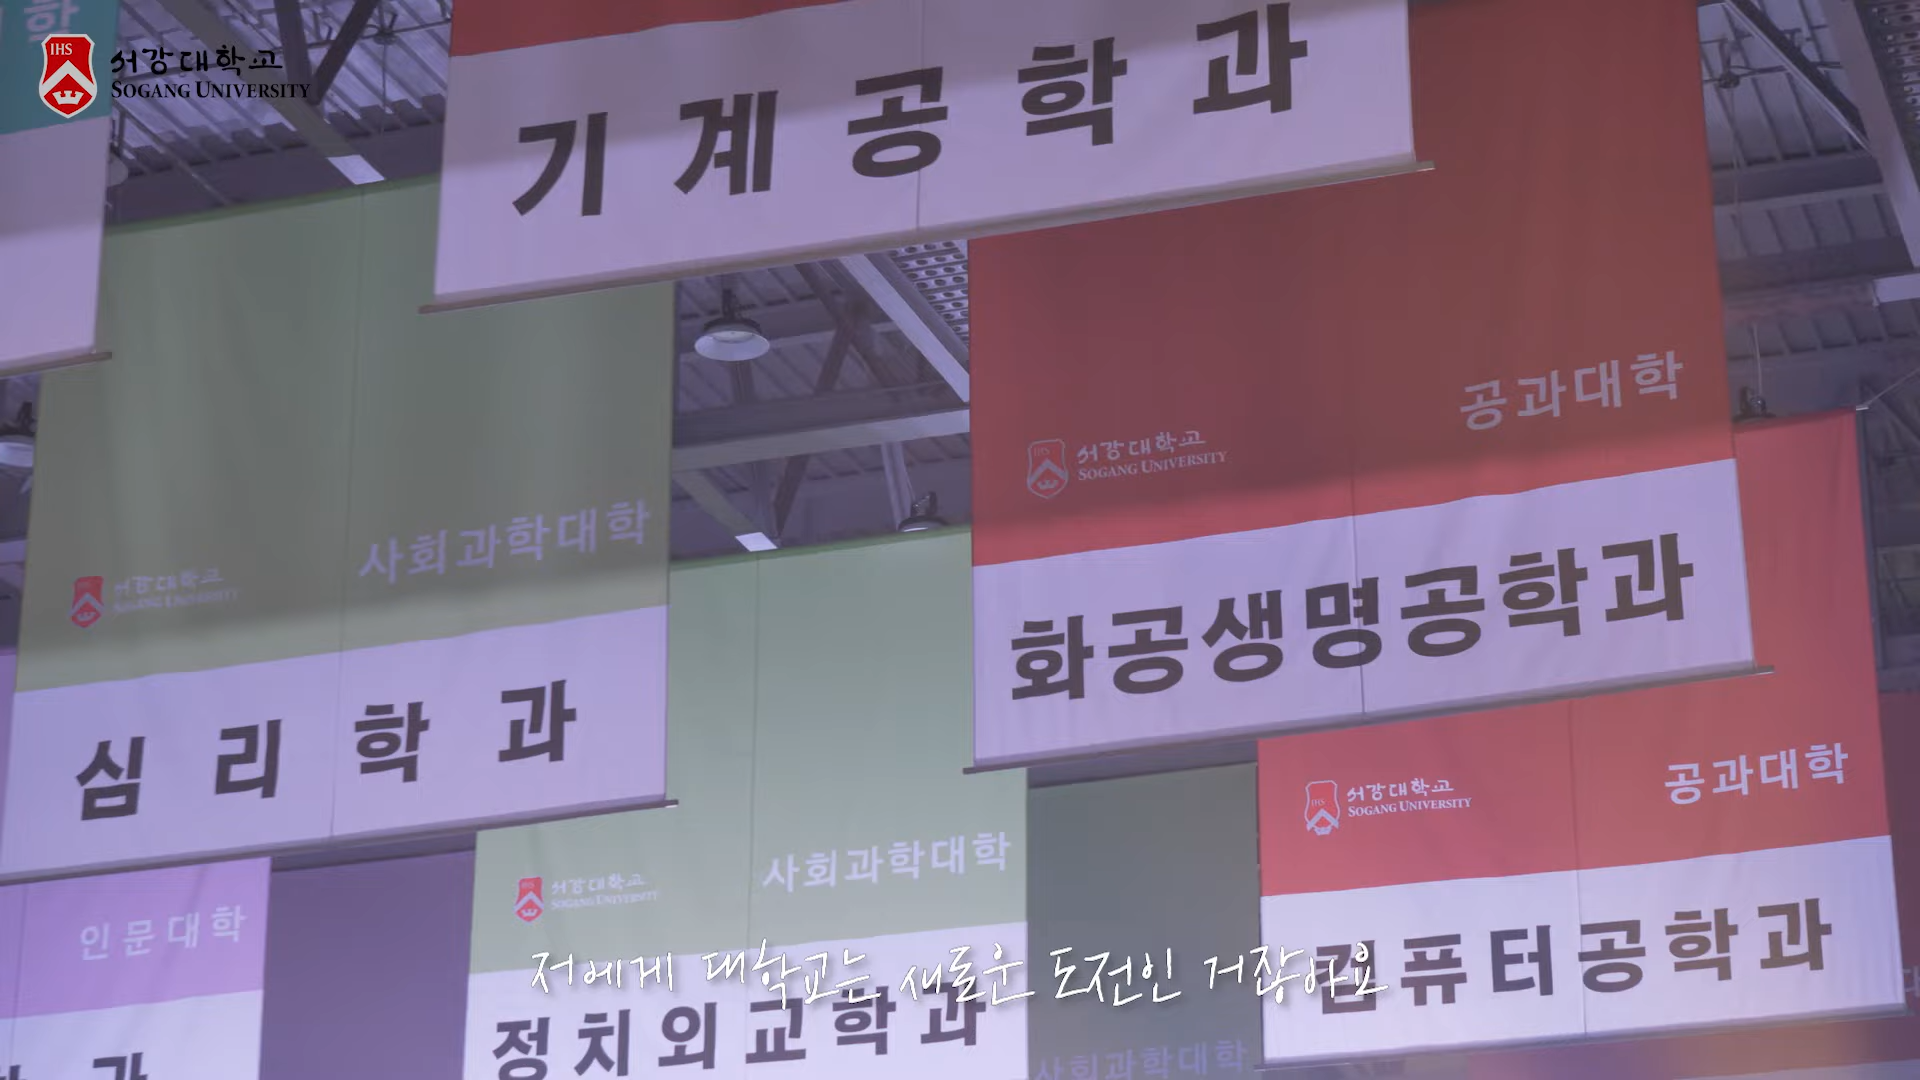 서강대학교
SOGANG UNIVERSITY
기계공학과
공과대학
서강대학교
SOGANG UNIVERSITY
화공생명공학과
사회과학대학
서강대학교
SOGANG UNIVERSITY
심리학과
공과대학
서강대학교
SOGANG UNIVERSITY
컴퓨터공학과
사회과학대학
서강대학교
SOGANG UNIVERSITY
정치외교학과
인문대학
사회과학대학
저에게 대학교는 새로운 도전인 거잖아요